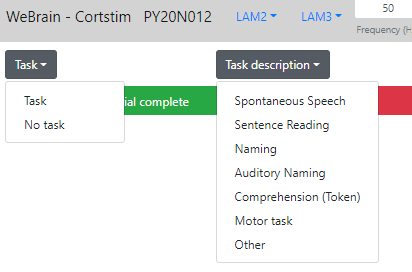 WeBrain - Cortstim PY20N012 LAM2 LAM3 50
Frequency (H
Task Task description
ial complete
Task
No task
Spontaneous Speech
Sentence Reading
Naming
Auditory Naming
Comprehension (Token)
Motor task
Other